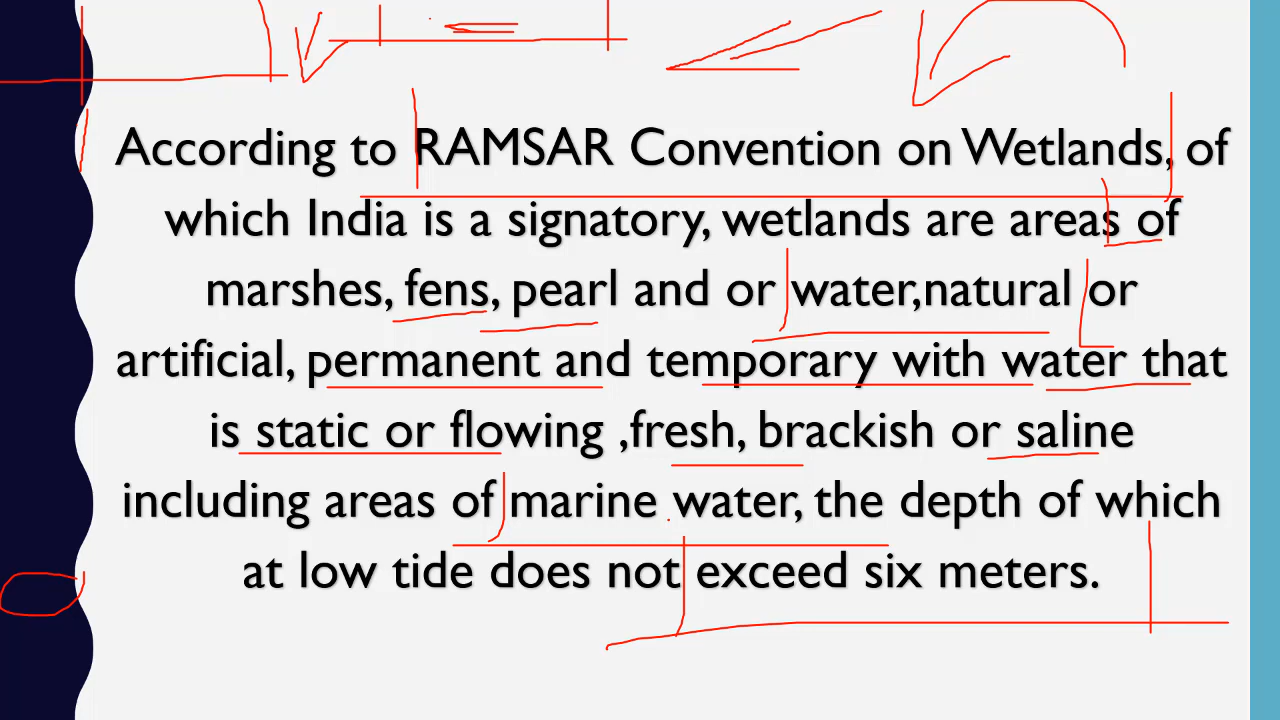 According to RAMSAR Convention on Wetlands, of
which India is a signatory, wetlands are areas of
marshes, fens, pearl and or water,natural or
artificial, permanent and temporary with water that
is static or flowing ,fresh, brackish or saline
including areas of marine water, the depth of which
at low tide does not exceed six meters.